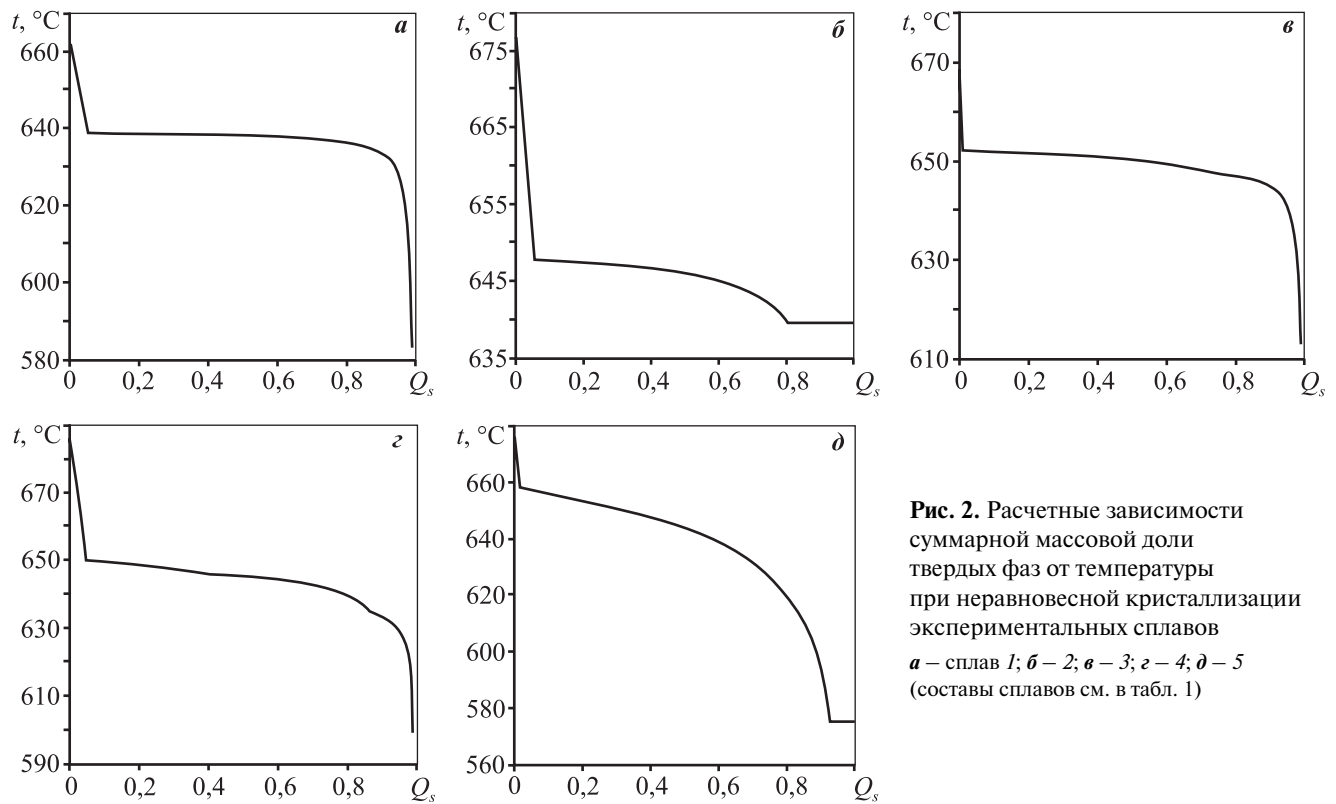 t, °C
а
660
640
620
600
580
0 0,2 0,4 0,6 0,8 Qs
t, °C
б
675
665
655
645
635
0 0,2 0,4 0,6 0,8 Qs
t, °C
в
670
650
630
610
0 0,2 0,4 0,6 0,8 Qs
t, °C
г
670
650
630
610
590
0 0,2 0,4 0,6 0,8 Qs
t, °C
д
660
640
620
600
580
560
0 0,2 0,4 0,6 0,8 Qs
Рис. 2. Расчетные зависимости
суммарной массовой доли
твердых фаз от температуры
при неравновесной кристаллизации
экспериментальных сплавов
а – сплав 1; б – 2; в – 3; г – 4; д – 5
(составы сплавов см. в табл. 1)